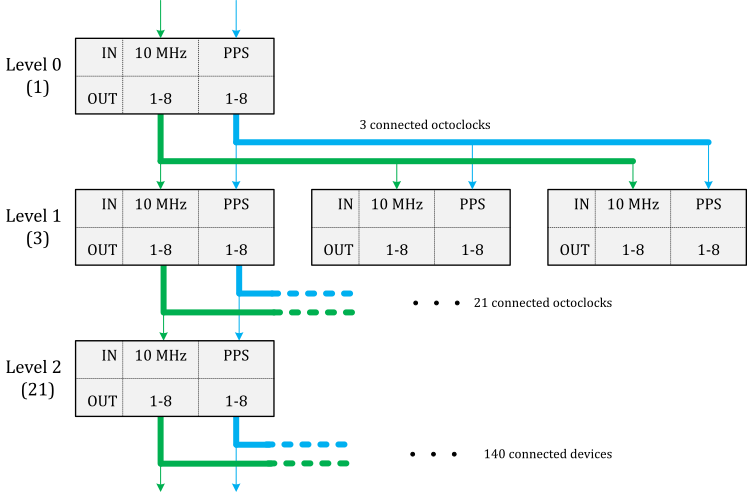 Level 0
(1)
IN 10 MHz PPS
OUT 1-8 1-8
3 connected octoclocks
Level 1
(3)
IN 10 MHz PPS IN 10 MHz PPS IN 10 MHz PPS
OUT 1-8 1-8 OUT 1-8 1-8 OUT 1-8 1-8
21 connected octoclocks
Level 2
(21)
IN 10 MHz PPS
OUT 1-8 1-8
140 connected devices